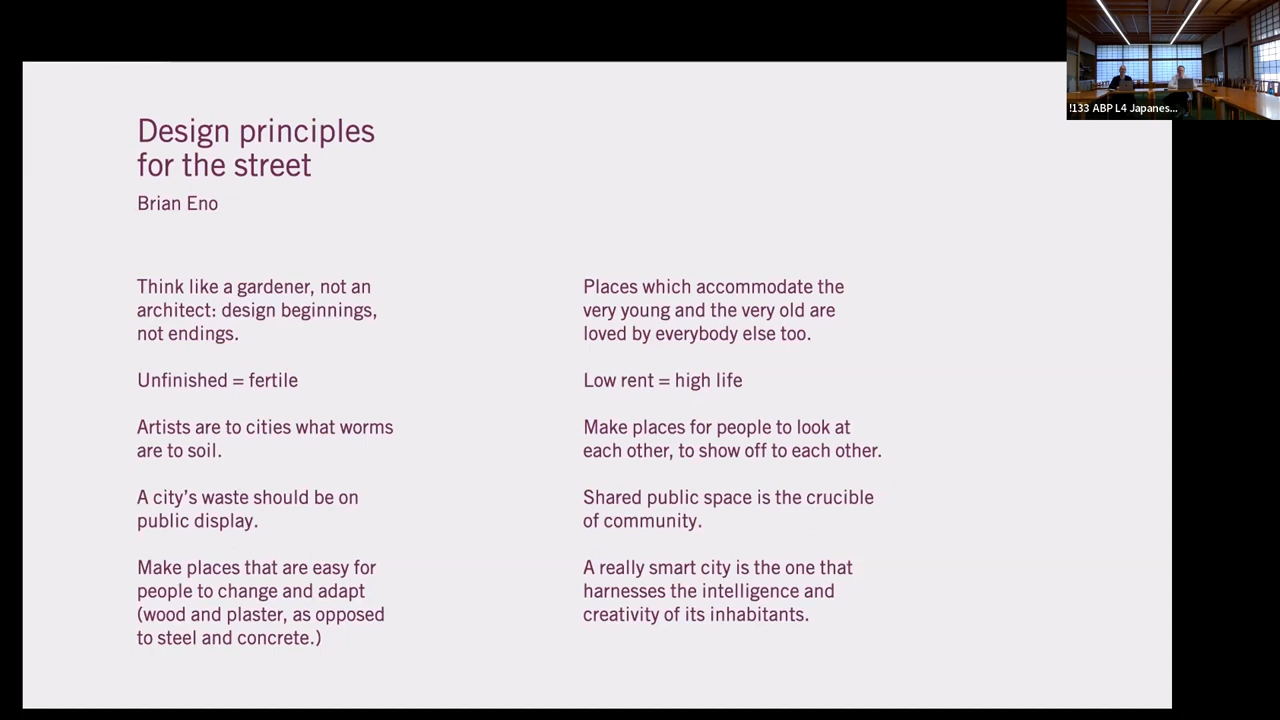 Design principles
for the street
Brian Eno
Think like a gardener, not an
architect: design beginnings,
not endings.
Unfinished = fertile
Artists are to cities what worms
are to soil.
A city’s waste should be on
public display.
Make places that are easy for
people to change and adapt
(wood and plaster, as opposed
to steel and concrete.)
Places which accommodate the
very young and the very old are
loved by everybody else too.
Low rent = high life
Make places for people to look at
each other, to show off to each other.
Shared public space is the crucible
of community.
A really smart city is the one that
harnesses the intelligence and
creativity of its inhabitants.
!133 ABP L4 Japanes...